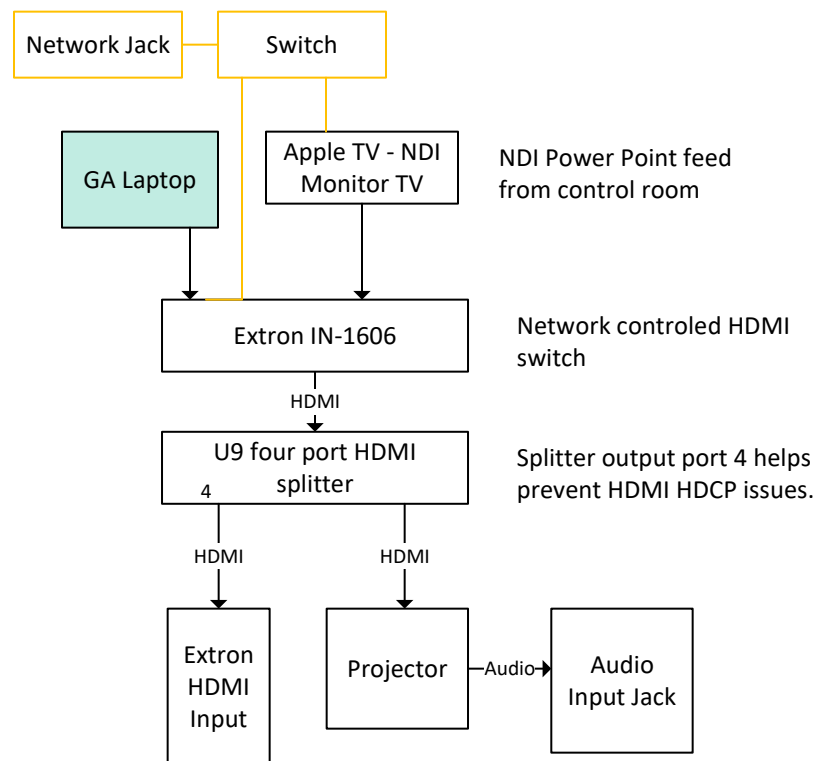 Network Jack
Switch
GA Laptop
Apple TV - NDI
Monitor TV
NDI Power Point feed
from control room
Extron IN-1606
Network controled HDMI
switch
HDMI
U9 four port HDMI
splitter
4
Splitter output port 4 helps
prevent HDMI HDCP issues.
HDMI
HDMI
Extron
HDMI
Input
Projector
Audio
Audio
Input Jack